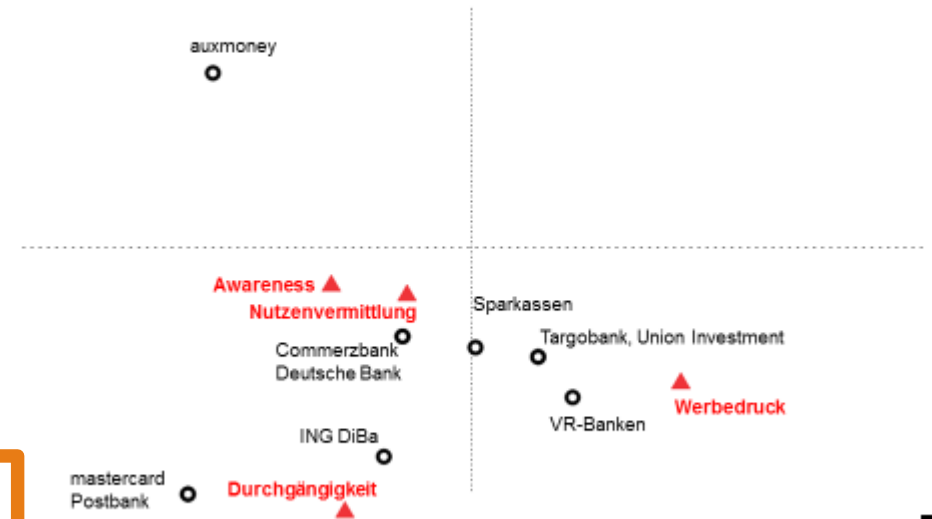 auxmoney
Awareness
Nutzenvermittlung
Sparkassen
Commerzbank
Deutsche Bank
Targobank, Union Investment
Werbedruck
VR-Banken
ING DiBa
mastercard
Postbank
Durchgängigkeit